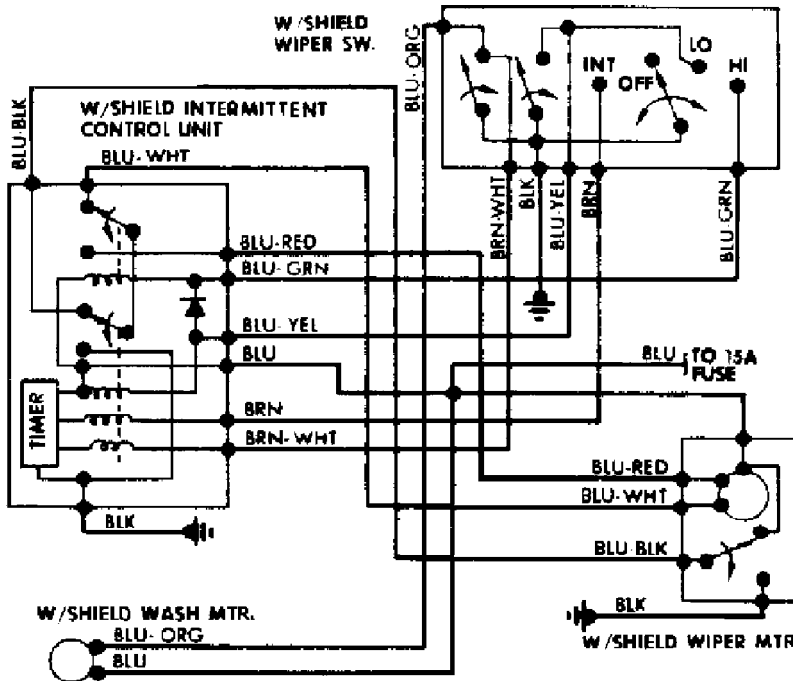 W/SHIELD
WIPER SW.
BLU-ORG
LO
INT
HI
OFF
BLU-BLK
W/SHIELD INTERMITTENT
CONTROL UNIT
BLU-WHT
BRN-WHT
BLK
BLU-YEL
BRN
BLU-GRN
BLU-RED
BLU-GRN
BLU-YEL
BLU
BLU
TO 15A
FUSE
TIMER
BRN
BRN-WHT
BLU-RED
BLU-WHT
BLK
BLU-BLK
W/SHIELD WASH MTR.
BLU-ORG
BLU
BLK
W/SHIELD WIPER MTR